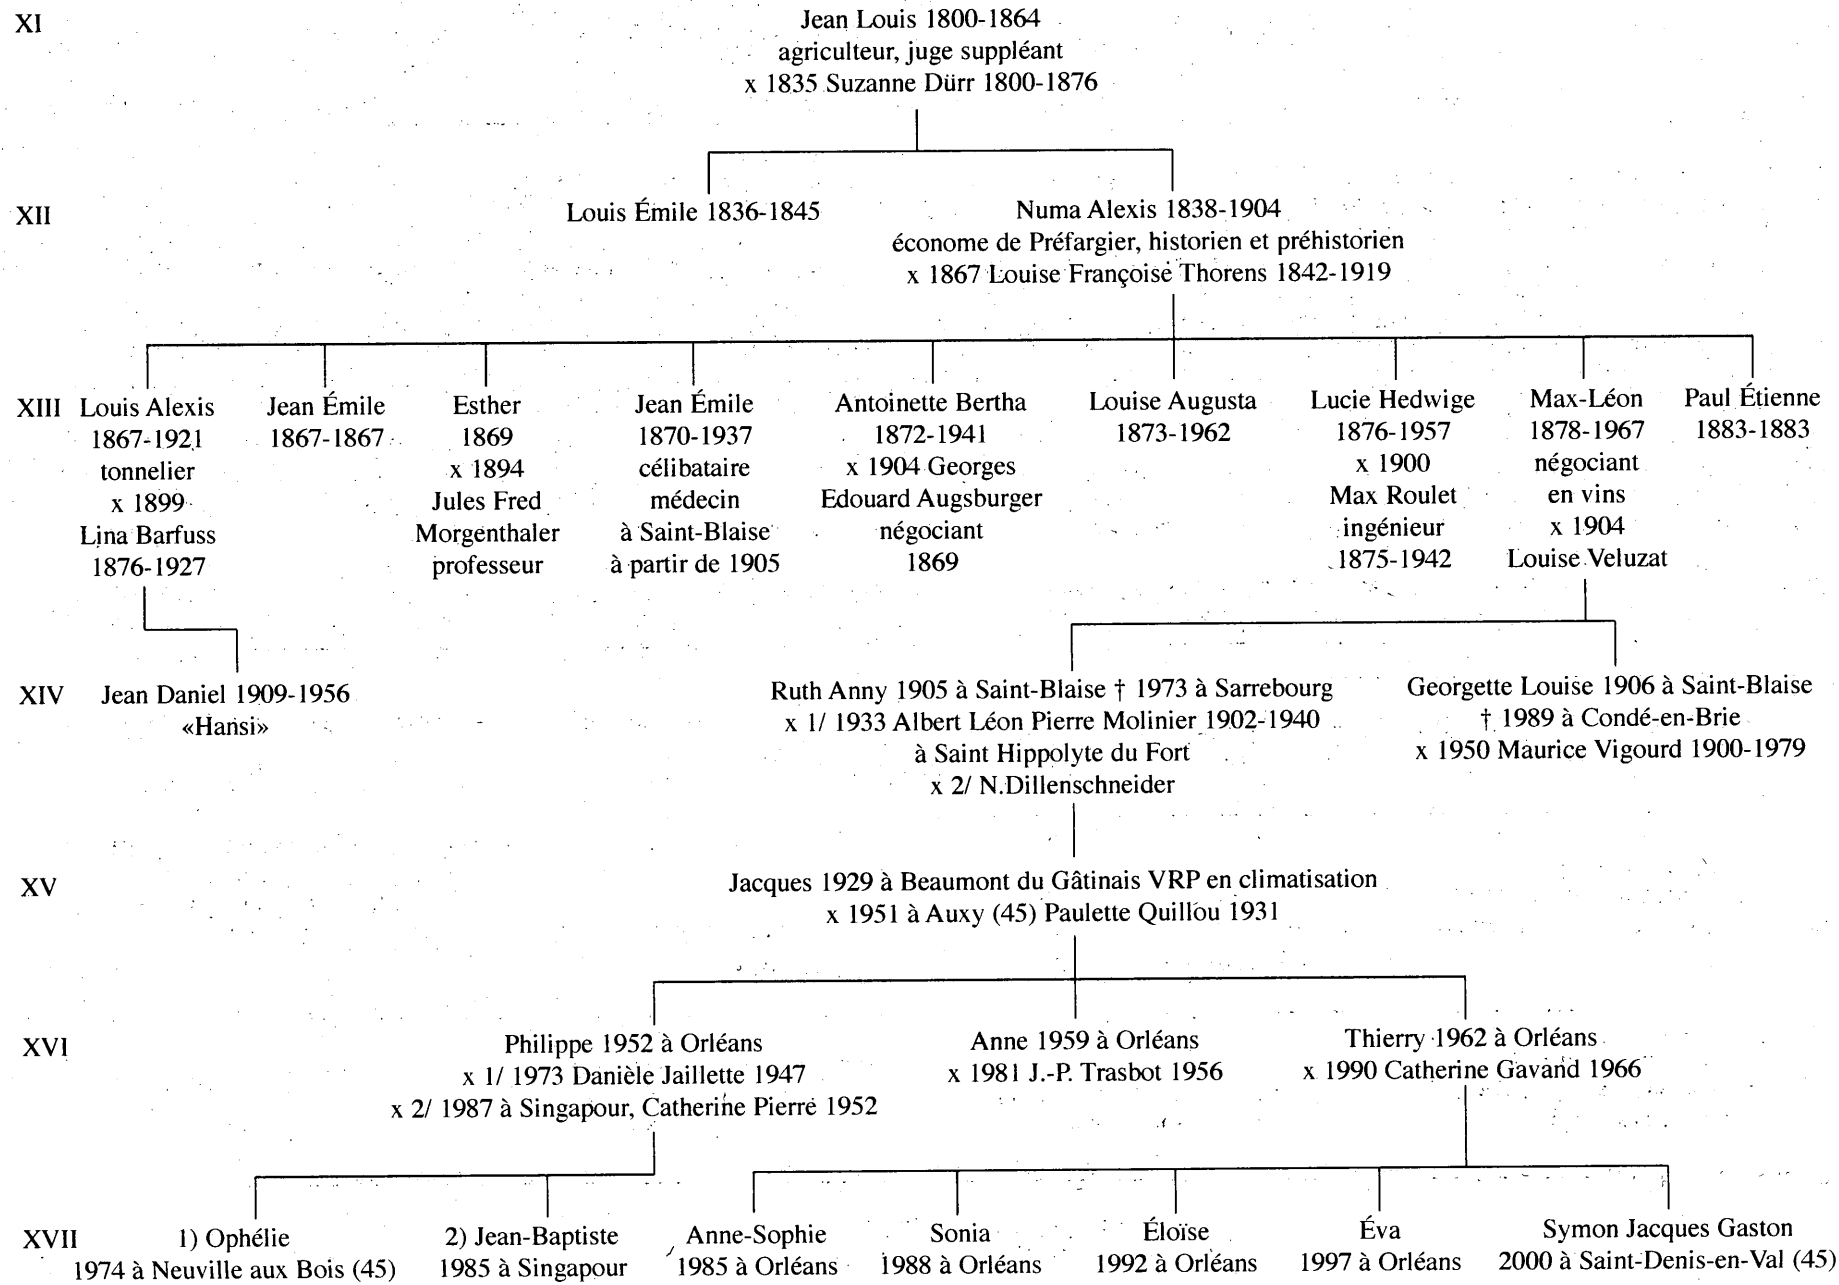 XI
Jean Louis 1800-1864
agriculteur, juge suppléant
x 1835 Suzanne Dürr 1800-1876
XII
Louis Émile 1836-1845
Numa Alexis 1838-1904
économe de Préfargier, historien et préhistorien
x 1867 Louise Françoise Thorens 1842-1919
XIII
Louis Alexis
1867-1921
tonnelier
x 1899
Lina Barfuss
1876-1927
Jean Émile
1867-1867
Esther
1869
x 1894
Jules Fred
Morgenthaler
professeur
Jean Émile
1870-1937
célibataire
médecin
à Saint-Blaise
à partir de 1905
Antoinette Bertha
1872-1941
x 1904 Georges
Edouard Augsburger
négociant
1869
Louise Augusta
1873-1962
Lucie Hedwige
1876-1957
x 1900
Max Roulet
ingénieur
1875-1942
Max-Léon
1878-1967
négociant
en vins
x 1904
Louise Veluzat
Paul Étienne
1883-1883
XIV
Jean Daniel 1909-1956
«Hansi»
Ruth Anny 1905 à Saint-Blaise † 1973 à Sarrebourg
x 1/ 1933 Albert Léon Pierre Molinier 1902-1940
à Saint Hippolyte du Fort
x 2/ N.Dillenschneider
Georgette Louise 1906 à Saint-Blaise
† 1989 à Condé-en-Brie
x 1950 Maurice Vigourd 1900-1979
XV
Jacques 1929 à Beaumont du Gâtinais VRP en climatisation
x 1951 à Auxy (45) Paulette Quillou 1931
XVI
Philippe 1952 à Orléans
x 1/ 1973 Danièle Jaillette 1947
x 2/ 1987 à Singapour, Catherine Pierre 1952
Anne 1959 à Orléans
x 1981 J.-P. Trasbot 1956
Thierry 1962 à Orléans
x 1990 Catherine Gavand 1966
XVII
1) Ophélie
1974 à Neuville aux Bois (45)
2) Jean-Baptiste
1985 à Singapour
Anne-Sophie
1985 à Orléans
Sonia
1988 à Orléans
Éloïse
1992 à Orléans
Éva
1997 à Orléans
Symon Jacques Gaston
2000 à Saint-Denis-en-Val (45)